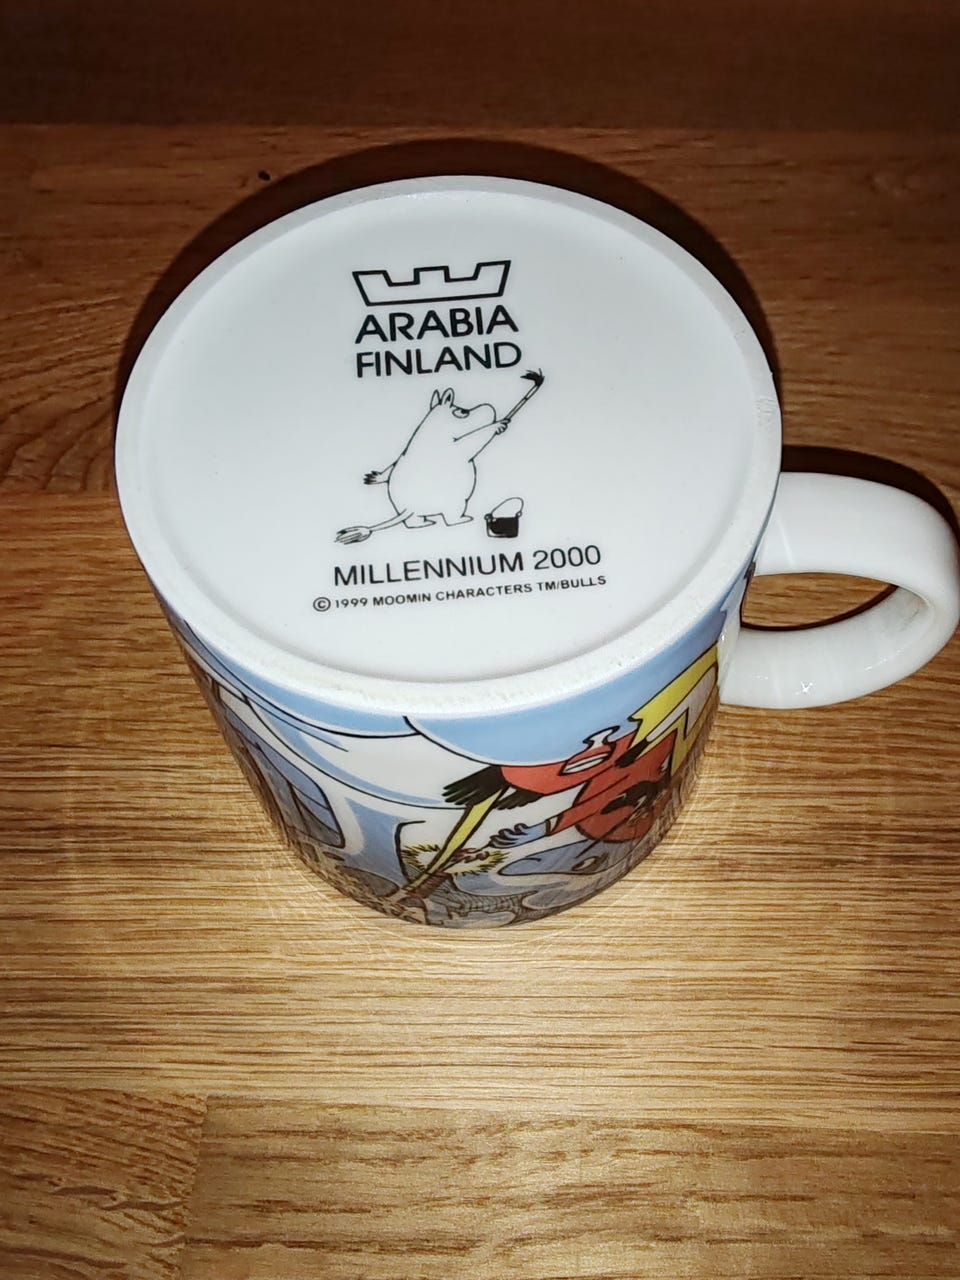 ARABIA
FINLAND
MILLENNIUM 2000
© 1999 MOOMIN CHARACTERS TM/BULLS